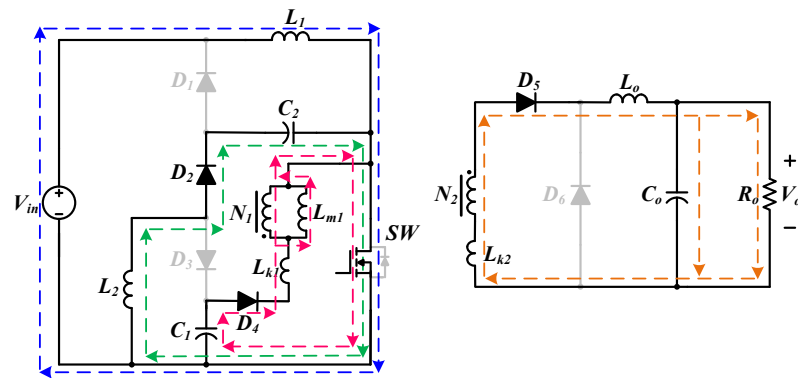 L1
D1
C2
D2
Vin
N1
Lm1
SW
D3
Lk1
L2
C1
D4
D5
Lo
N2
D6
Co
Ro
+
Vo
−
Lk2